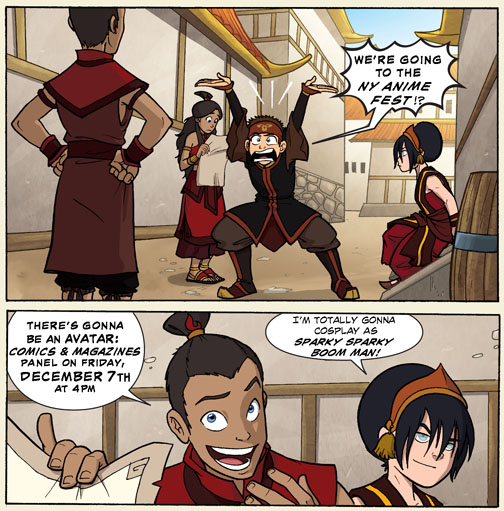 WE'RE GOING
TO THE
NY ANIME
FEST!?
THERE'S GONNA
BE AN AVATAR:
COMICS & MAGAZINES
PANEL ON FRIDAY,
DECEMBER 7TH
AT 4PM
I'M TOTALLY GONNA
COSPLAY AS
SPARKY SPARKY
BOOM MAN!